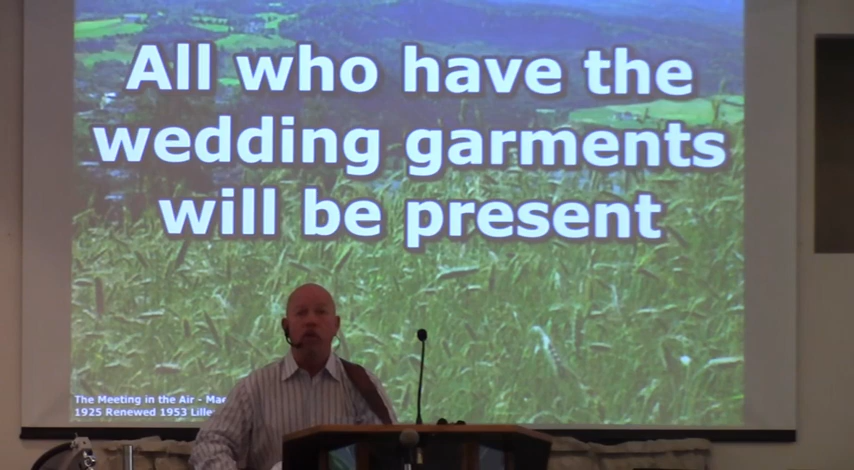 All who have the
wedding garments
will be present
The Meeting in the Air -
1925 Renewed 1953